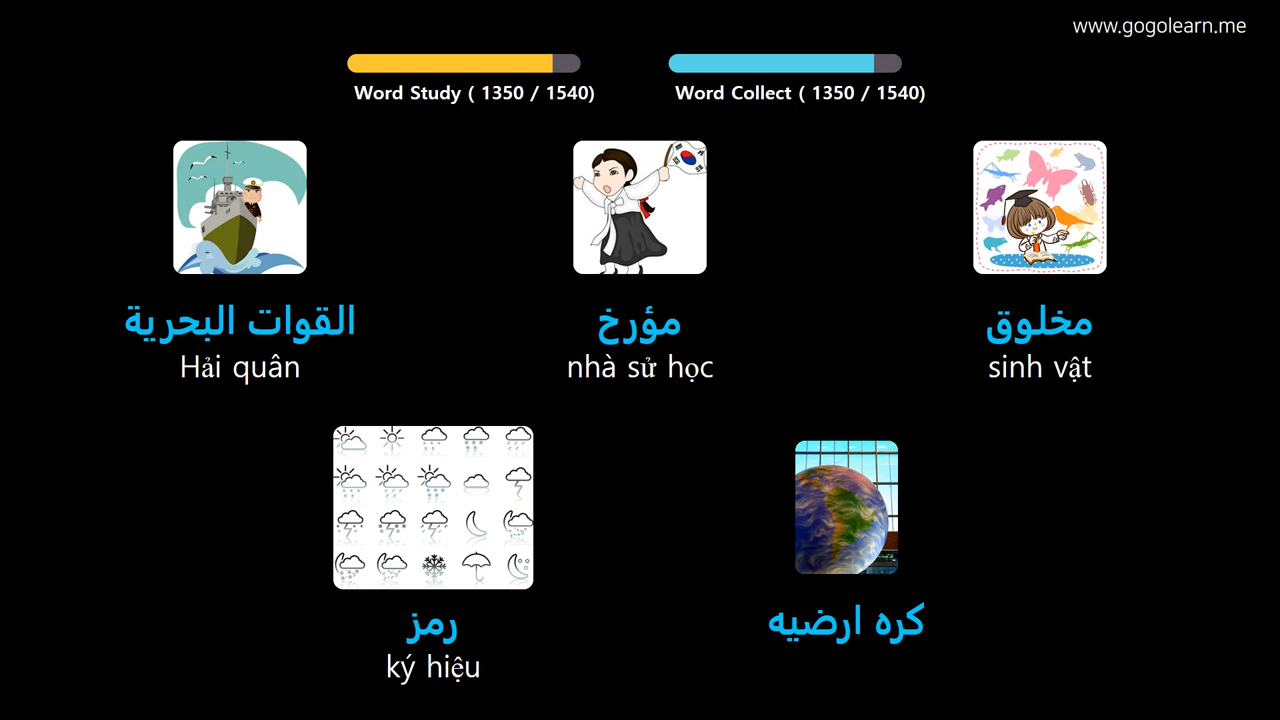 www.gogolearn.me
Word Study ( 1350 / 1540)
Word Collect ( 1350 / 1540)
القوات البحرية
Hải quân
مؤرخ
nhà sử học
مخلوق
sinh vật
رمز
ký hiệu
كره ارضيه